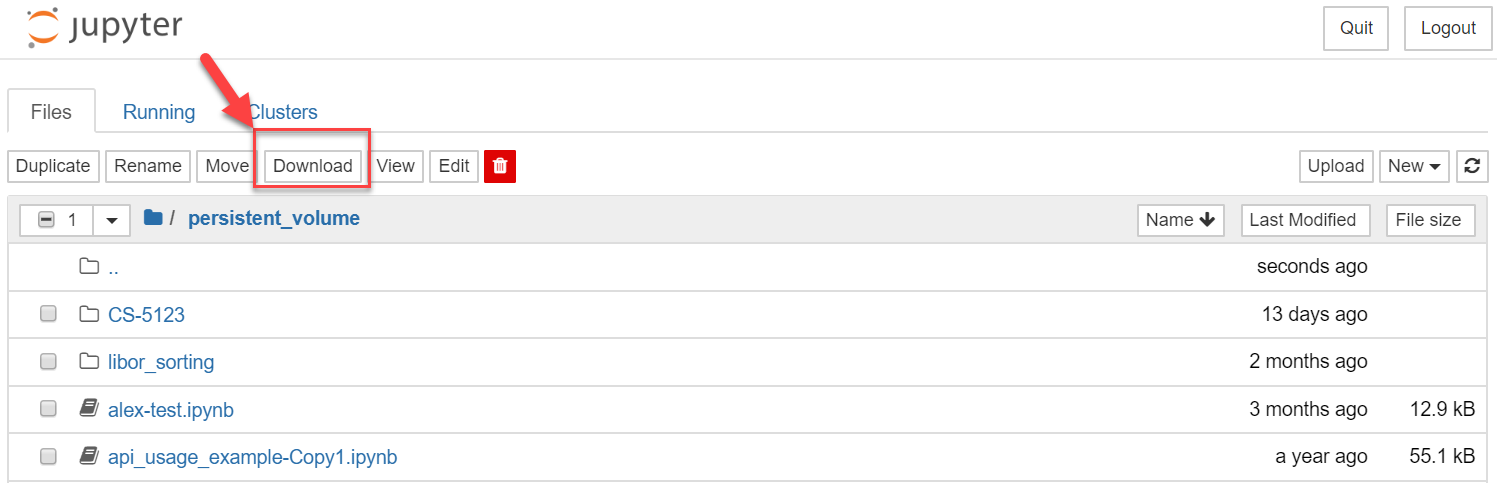 jupyter Quit Logout
Files Running Clusters
Duplicate Rename Move Download View Edit Upload New
1 / persistent_volume Name Last Modified File size
.. seconds ago
CS-5123 13 days ago
libor_sorting 2 months ago
alex-test.ipynb 3 months ago 12.9 kB
api_usage_example-Copy1.ipynb a year ago 55.1 kB